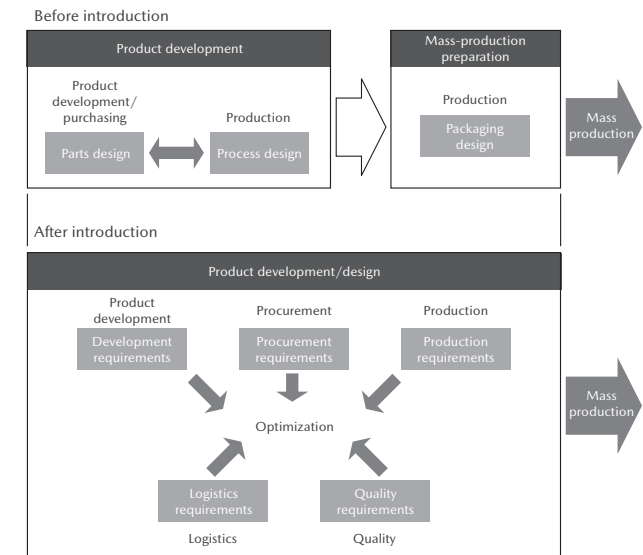 Before introduction
Product development
Mass-production
preparation
Product
development/
purchasing
Production
Parts design
Process design
Production
Packaging
design
Mass
production
After introduction
Product development/design
Product
development
Procurement
Production
Development
requirements
Procurement
requirements
Production
requirements
Optimization
Mass
production
Logistics
requirements
Quality
requirements
Logistics
Quality